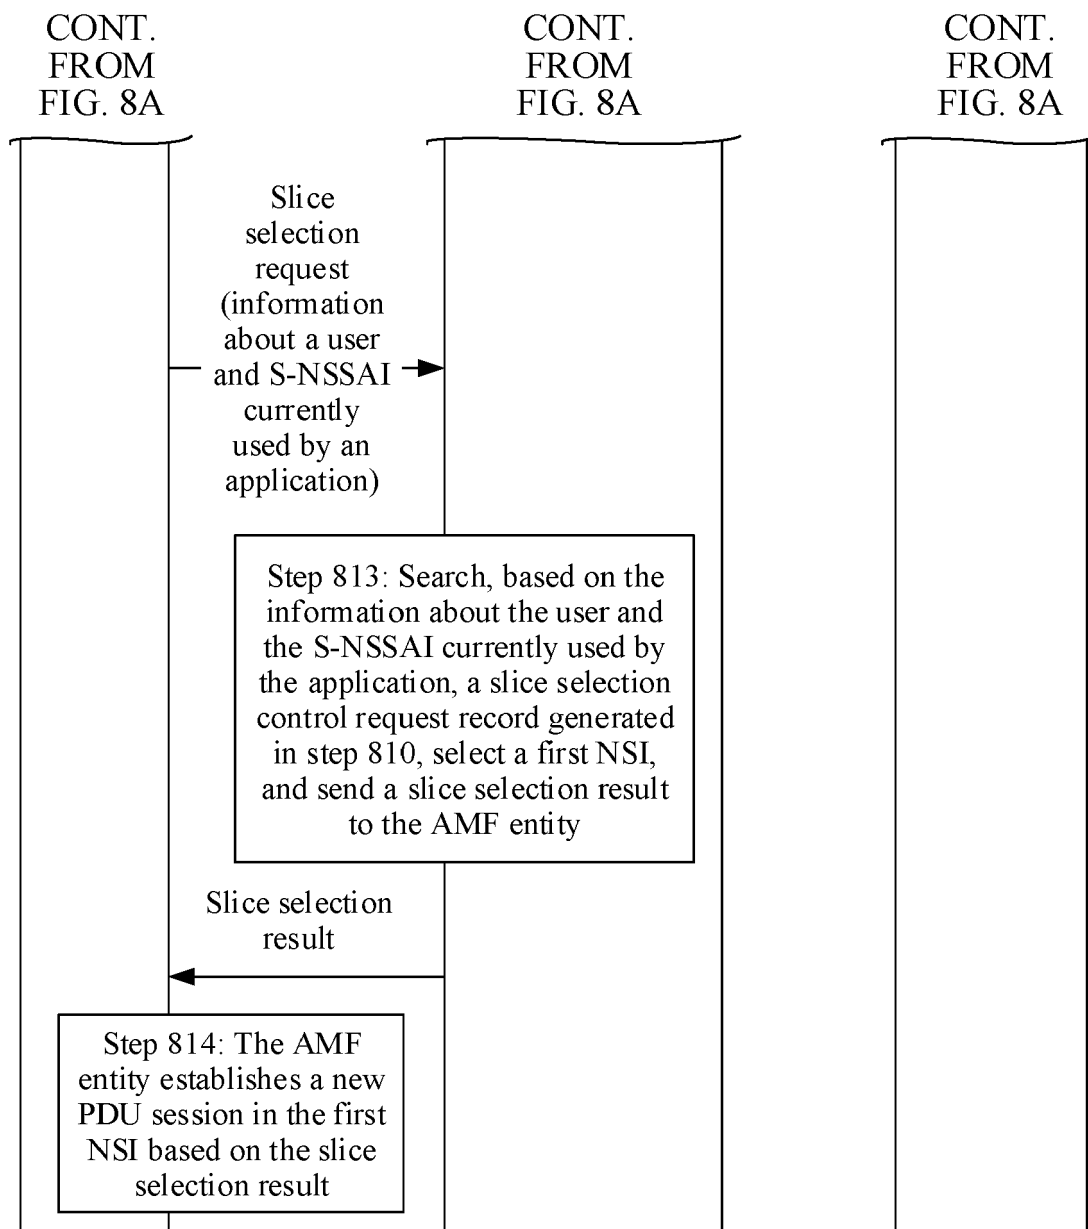 CONT.
FROM
FIG. 8A
CONT.
FROM
FIG. 8A
CONT.
FROM
FIG. 8A
Slice
selection
request
(information
about a user
and S-NSSAI
currently
used by an
application)
Step 813: Search, based on the
information about the user and
the S-NSSAI currently used by
the application, a slice selection
control request record generated
in step 810, select a first NSI,
and send a slice selection result
to the AMF entity
Slice selection
result
Step 814: The AMF
entity establishes a new
PDU session in the first
NSI based on the slice
selection result